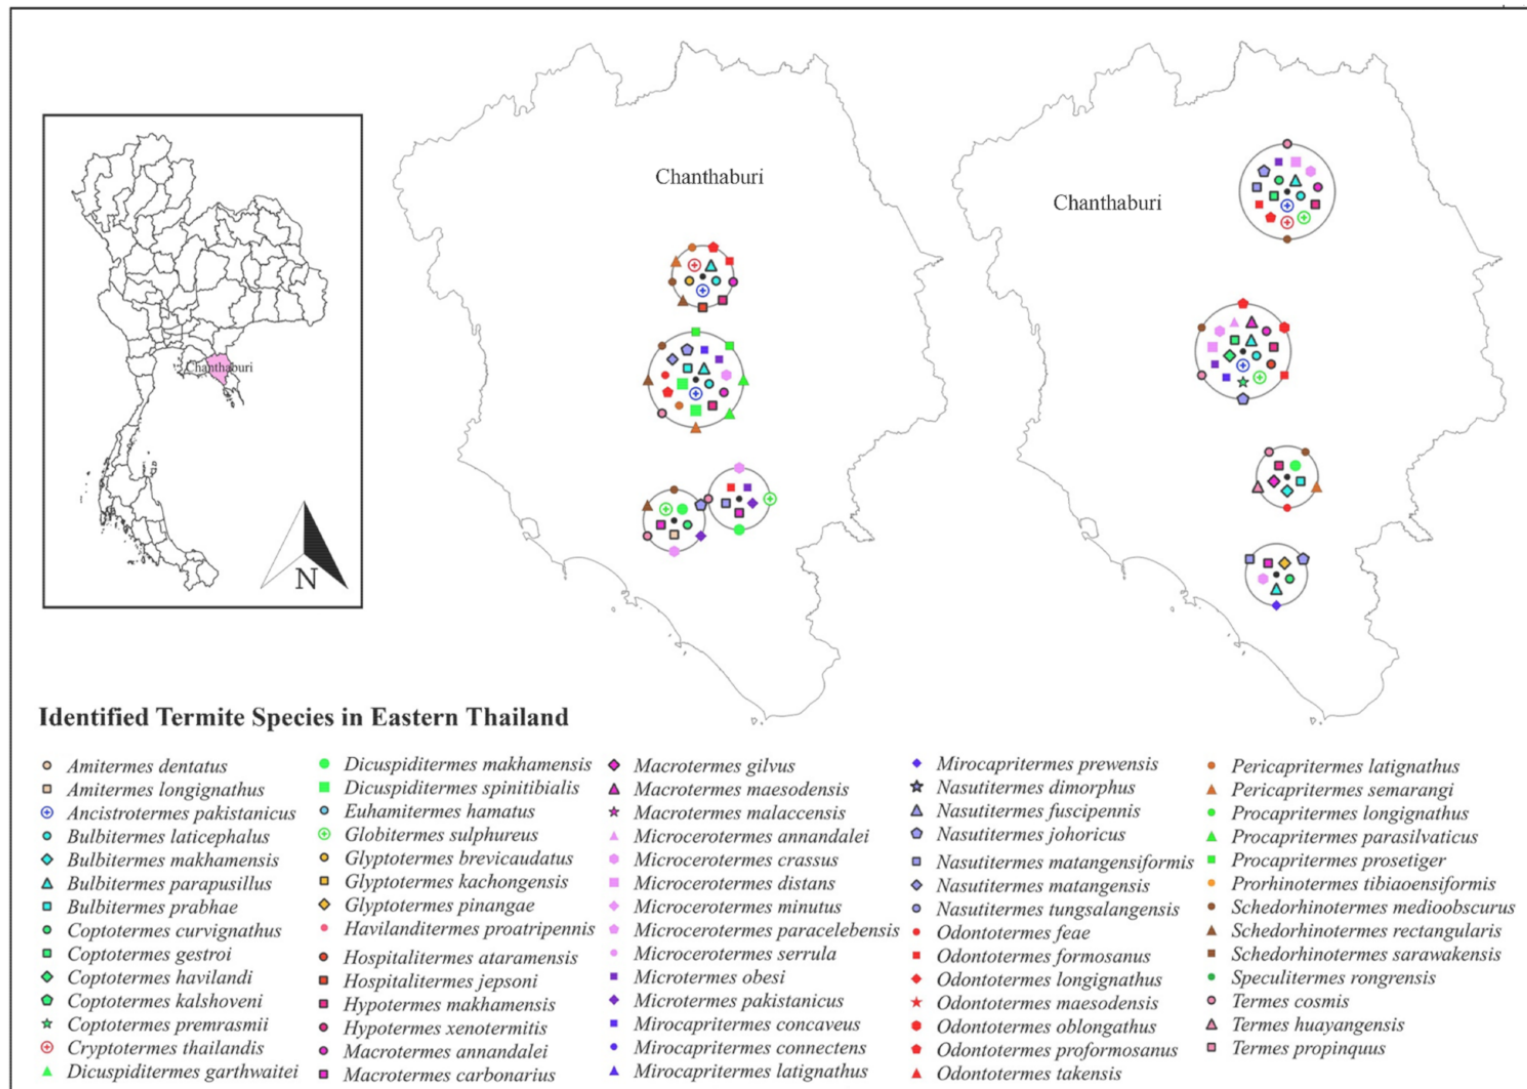 Chanthaburi
Chanthaburi
Chanthaburi
N
Identified Termite Species in Eastern Thailand
Amitermes dentatus
Amitermes longignathus
Ancistrotermes pakistanicus
Bulbitermes laticephalus
Bulbitermes makhamensis
Bulbitermes parapusillus
Bulbitermes prabhae
Coptotermes curvignathus
Coptotermes gestroi
Coptotermes havilandi
Coptotermes kalshoveni
Coptotermes premrasmii
Cryptotermes thailandis
Dicuspiditermes garthwaitei
Dicuspiditermes makhamensis
Dicuspiditermes spinitibialis
Euhamitermes hamatus
Globitermes sulphureus
Glyptotermes brevicaudatus
Glyptotermes kachongensis
Glyptotermes pinangae
Havilanditermes proatripennis
Hospitalitermes ataramensis
Hospitalitermes jepsoni
Hypotermes makhamensis
Hypotermes xenotermitis
Macrotermes annandalei
Macrotermes carbonarius
Macrotermes gilvus
Macrotermes maesodensis
Macrotermes malaccensis
Microcerotermes annandalei
Microcerotermes crassus
Microcerotermes distans
Microcerotermes minutus
Microcerotermes paracelebensis
Microcerotermes serrula
Microtermes obesi
Microtermes pakistanicus
Mirocapritermes concaveus
Mirocapritermes connectens
Mirocapritermes latignathus
Mirocapritermes prewensis
Nasutitermes dimorphus
Nasutitermes fuscipennis
Nasutitermes johoricus
Nasutitermes matangensiformis
Nasutitermes matangensis
Nasutitermes tungsalangensis
Odontotermes feae
Odontotermes formosanus
Odontotermes longignathus
Odontotermes maesodensis
Odontotermes oblongathus
Odontotermes proformosanus
Odontotermes takensis
Pericapritermes latignathus
Pericapritermes semarangi
Procapritermes longignathus
Procapritermes parasilvaticus
Procapritermes prosetiger
Prorhinotermes tibiaoensiformis
Schedorhinotermes medioobscurus
Schedorhinotermes rectangularis
Schedorhinotermes sarawakensis
Speculitermes rongrensis
Termes cosmis
Termes huayangensis
Termes propinquus